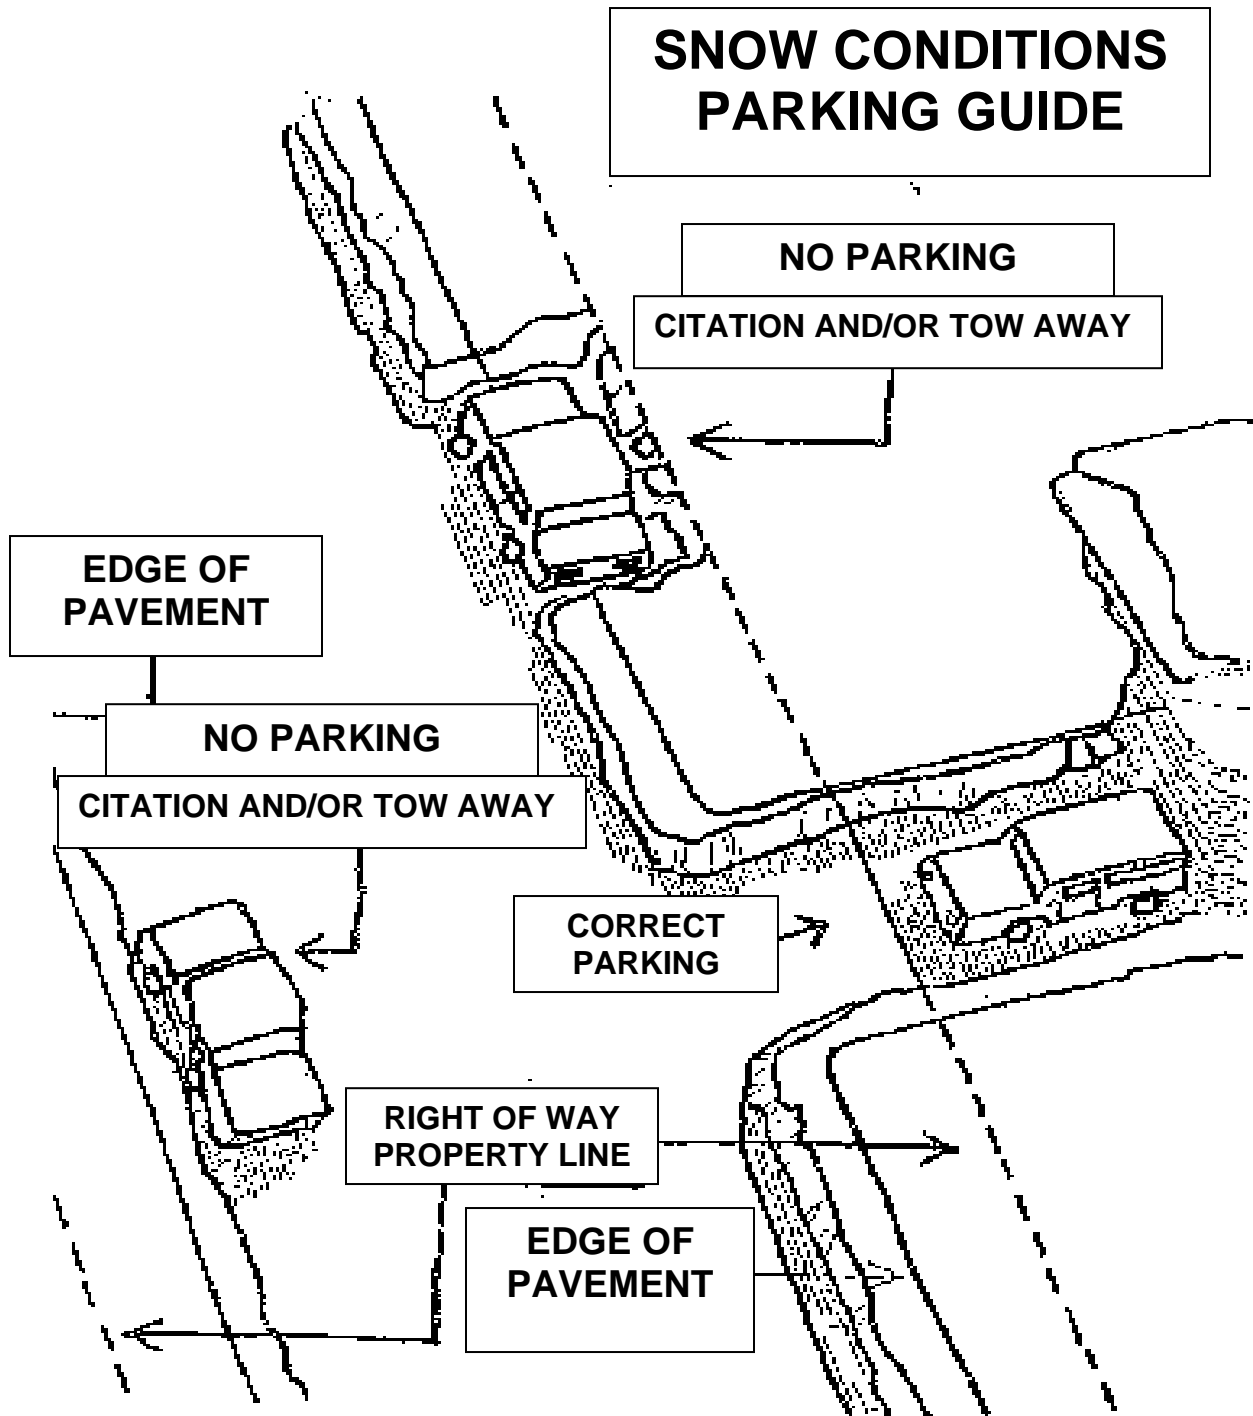 SNOW CONDITIONS
PARKING GUIDE
NO PARKING
CITATION AND/OR TOW AWAY
EDGE OF
PAVEMENT
NO PARKING
CITATION AND/OR TOW AWAY
CORRECT
PARKING
RIGHT OF WAY
PROPERTY LINE
EDGE OF
PAVEMENT